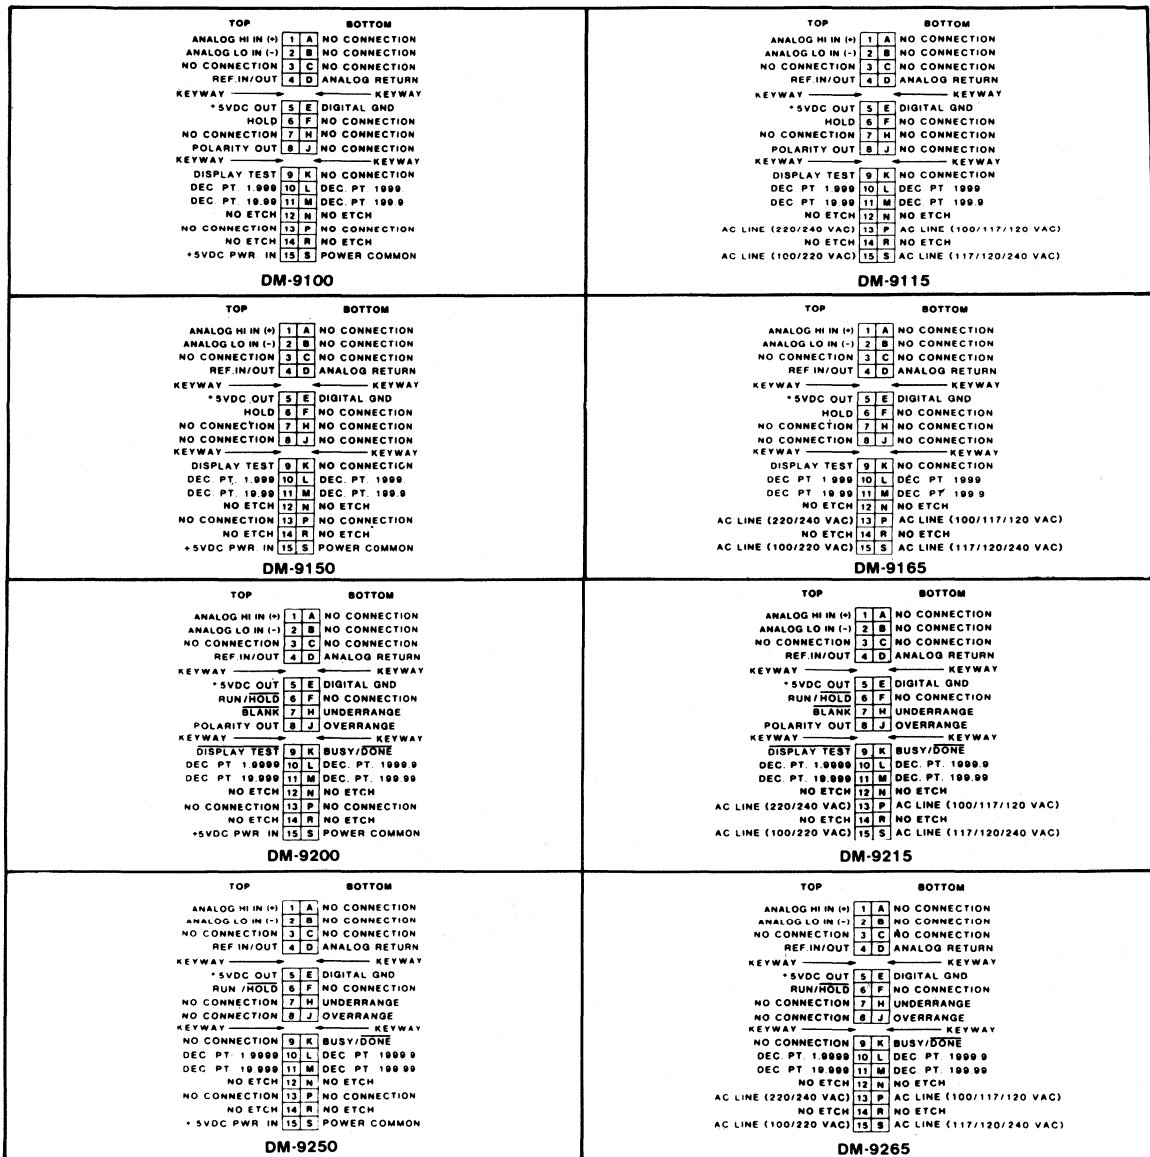 TOP BOTTOM
ANALOG HI IN (+) 1 A NO CONNECTION
ANALOG LO IN (-) 2 B NO CONNECTION
NO CONNECTION 3 C NO CONNECTION
REF.IN/OUT 4 D ANALOG RETURN
KEYWAY KEYWAY
+5VDC OUT 5 E DIGITAL GND
HOLD 6 F NO CONNECTION
NO CONNECTION 7 H NO CONNECTION
POLARITY OUT 8 J NO CONNECTION
KEYWAY KEYWAY
DISPLAY TEST 9 K NO CONNECTION
DEC. PT. 1.999 10 L DEC. PT. 1999
DEC. PT. 19.99 11 M DEC. PT. 199.9
NO ETCH 12 N NO ETCH
NO CONNECTION 13 P NO CONNECTION
NO ETCH 14 R NO ETCH
+5VDC PWR. IN 15 S POWER COMMON
DM-9100
TOP BOTTOM
ANALOG HI IN (+) 1 A NO CONNECTION
ANALOG LO IN (-) 2 B NO CONNECTION
NO CONNECTION 3 C NO CONNECTION
REF.IN/OUT 4 D ANALOG RETURN
KEYWAY KEYWAY
+5VDC OUT 5 E DIGITAL GND
HOLD 6 F NO CONNECTION
NO CONNECTION 7 H NO CONNECTION
POLARITY OUT 8 J NO CONNECTION
KEYWAY KEYWAY
DISPLAY TEST 9 K NO CONNECTION
DEC PT 1.999 10 L DEC PT 1999
DEC PT 19.99 11 M DEC. PT 199.9
NO ETCH 12 N NO ETCH
AC LINE (220/240 VAC) 13 P AC LINE (100/117/120 VAC)
NO ETCH 14 R NO ETCH
AC LINE (100/220 VAC) 15 S AC LINE (117/120/240 VAC)
DM-9115
TOP BOTTOM
ANALOG HI IN (+) 1 A NO CONNECTION
ANALOG LO IN (-) 2 B NO CONNECTION
NO CONNECTION 3 C NO CONNECTION
REF.IN/OUT 4 D ANALOG RETURN
KEYWAY KEYWAY
+5VDC OUT 5 E DIGITAL GND
HOLD 6 F NO CONNECTION
NO CONNECTION 7 H NO CONNECTION
NO CONNECTION 8 J NO CONNECTION
KEYWAY KEYWAY
DISPLAY TEST 9 K NO CONNECTION
DEC. PT. 1.999 10 L DEC. PT. 1999
DEC. PT. 19.99 11 M DEC. PT. 199.9
NO ETCH 12 N NO ETCH
NO CONNECTION 13 P NO CONNECTION
NO ETCH 14 R NO ETCH
+5VDC PWR. IN 15 S POWER COMMON
DM-9150
TOP BOTTOM
ANALOG HI IN (+) 1 A NO CONNECTION
ANALOG LO IN (-) 2 B NO CONNECTION
NO CONNECTION 3 C NO CONNECTION
REF IN/OUT 4 D ANALOG RETURN
KEYWAY KEYWAY
+5VDC OUT 5 E DIGITAL GND
HOLD 6 F NO CONNECTION
NO CONNECTION 7 H NO CONNECTION
NO CONNECTION 8 J NO CONNECTION
KEYWAY KEYWAY
DISPLAY TEST 9 K NO CONNECTION
DEC PT 1 999 10 L DEC PT 1999
DEC PT 19.99 11 M DEC PT 199 9
NO ETCH 12 N NO ETCH
AC LINE (220/240 VAC) 13 P AC LINE (100/117/120 VAC)
NO ETCH 14 R NO ETCH
AC LINE (100/220 VAC) 15 S AC LINE (117/120/240 VAC)
DM-9165
TOP BOTTOM
ANALOG HI IN (+) 1 A NO CONNECTION
ANALOG LO IN (-) 2 B NO CONNECTION
NO CONNECTION 3 C NO CONNECTION
REF.IN/OUT 4 D ANALOG RETURN
KEYWAY KEYWAY
+5VDC OUT 5 E DIGITAL GND
RUN/HOLD 6 F NO CONNECTION
BLANK 7 H UNDERRANGE
POLARITY OUT 8 J OVERRANGE
KEYWAY KEYWAY
DISPLAY TEST 9 K BUSY/DONE
DEC PT 1.9999 10 L DEC. PT. 1999.9
DEC PT 19.999 11 M DEC. PT. 199.99
NO ETCH 12 N NO ETCH
NO CONNECTION 13 P NO CONNECTION
NO ETCH 14 R NO ETCH
+5VDC PWR IN 15 S POWER COMMON
DM-9200
TOP BOTTOM
ANALOG HI IN (+) 1 A NO CONNECTION
ANALOG LO IN (-) 2 B NO CONNECTION
NO CONNECTION 3 C NO CONNECTION
REF.IN/OUT 4 D ANALOG RETURN
KEYWAY KEYWAY
+5VDC OUT 5 E DIGITAL GND
RUN/HOLD 6 F NO CONNECTION
BLANK 7 H UNDERRANGE
POLARITY OUT 8 J OVERRANGE
KEYWAY KEYWAY
DISPLAY TEST 9 K BUSY/DONE
DEC. PT. 1.9999 10 L DEC. PT. 1999.9
DEC. PT. 19.999 11 M DEC. PT. 199.99
NO ETCH 12 N NO ETCH
AC LINE (220/240 VAC) 13 P AC LINE (100/117/120 VAC)
NO ETCH 14 R NO ETCH
AC LINE (100/220 VAC) 15 S AC LINE (117/120/240 VAC)
DM-9215
TOP BOTTOM
ANALOG HI IN (+) 1 A NO CONNECTION
ANALOG LO IN (-) 2 B NO CONNECTION
NO CONNECTION 3 C NO CONNECTION
REF IN/OUT 4 D ANALOG RETURN
KEYWAY KEYWAY
+5VDC OUT 5 E DIGITAL GND
RUN /HOLD 6 F NO CONNECTION
NO CONNECTION 7 H UNDERRANGE
NO CONNECTION 8 J OVERRANGE
KEYWAY KEYWAY
NO CONNECTION 9 K BUSY/DONE
DEC PT 1 9999 10 L DEC PT 1999 9
DEC PT 19.999 11 M DEC PT 199 99
NO ETCH 12 N NO ETCH
NO CONNECTION 13 P NO CONNECTION
NO ETCH 14 R NO ETCH
+ 5VDC PWR IN 15 S POWER COMMON
DM-9250
TOP BOTTOM
ANALOG HI IN (+) 1 A NO CONNECTION
ANALOG LO IN (-) 2 B NO CONNECTION
NO CONNECTION 3 C NO CONNECTION
REF.IN/OUT 4 D ANALOG RETURN
KEYWAY KEYWAY
+5VDC OUT 5 E DIGITAL GND
RUN/HOLD 6 F NO CONNECTION
NO CONNECTION 7 H UNDERRANGE
NO CONNECTION 8 J OVERRANGE
KEYWAY KEYWAY
NO CONNECTION 9 K BUSY/DONE
DEC. PT. 1.9999 10 L DEC PT 1999 9
DEC PT 19.999 11 M DEC PT. 199 99
NO ETCH 12 N NO ETCH
AC LINE (220/240 VAC) 13 P AC LINE (100/117/120 VAC)
NO ETCH 14 R NO ETCH
AC LINE (100/220 VAC) 15 S AC LINE (117/120/240 VAC)
DM-9265